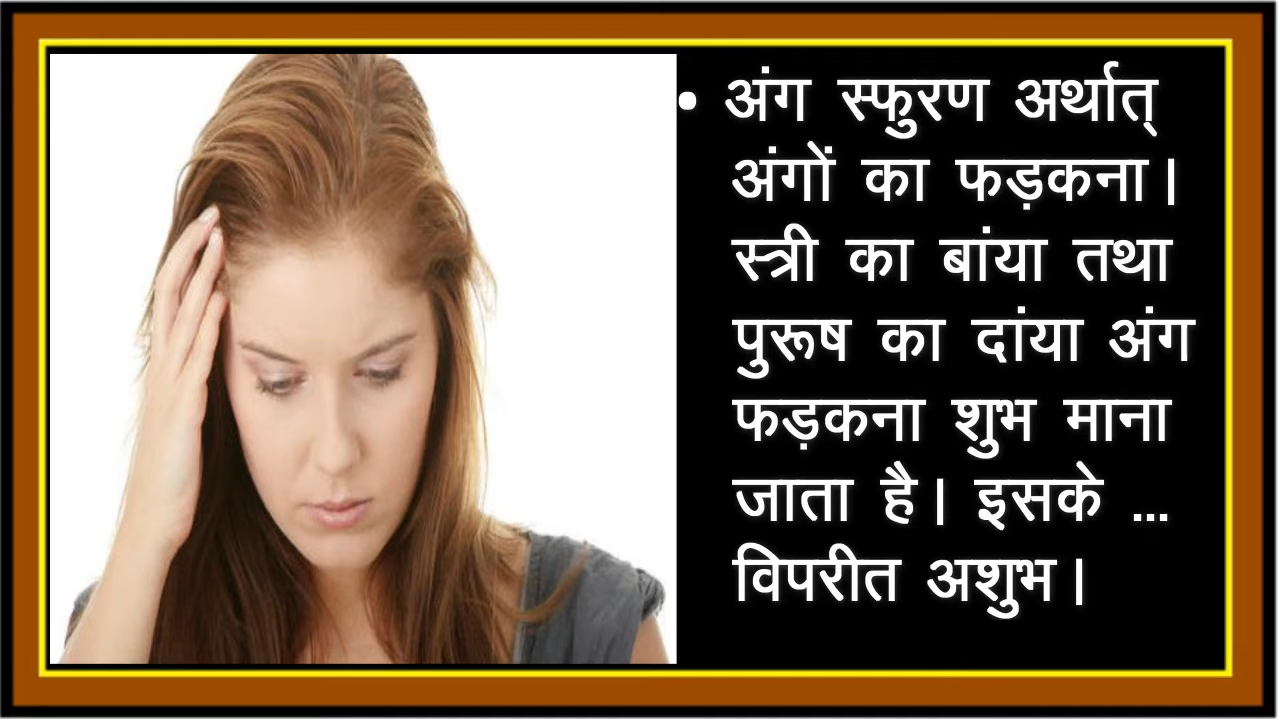 • अंग स्फुरण अर्थात्
अंगों का फड़कना।
स्त्री का बांया तथा
पुरूष का दांया अंग
फड़कना शुभ माना
जाता है। इसके ...
विपरीत अशुभ।